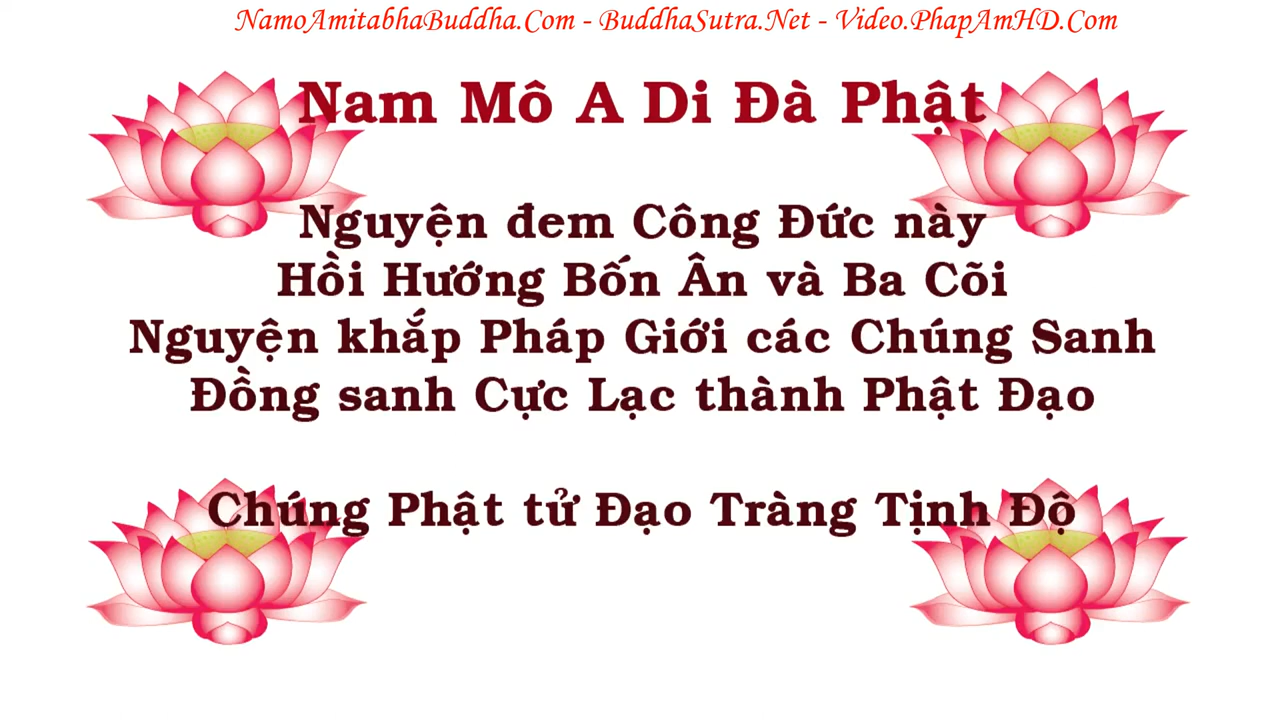 NamoAmitabhaBuddha.Com - BuddhaSutra.Net - Video.PhapAmHD.Com
Nam Mô A Di Đà Phật
Nguyện đem Công Đức này
Hồi Hướng Bốn Ân và Ba Cõi
Nguyện khắp Pháp Giới các Chúng Sanh
Đồng sanh Cực Lạc thành Phật Đạo
Chúng Phật tử Đạo Tràng Tịnh Độ